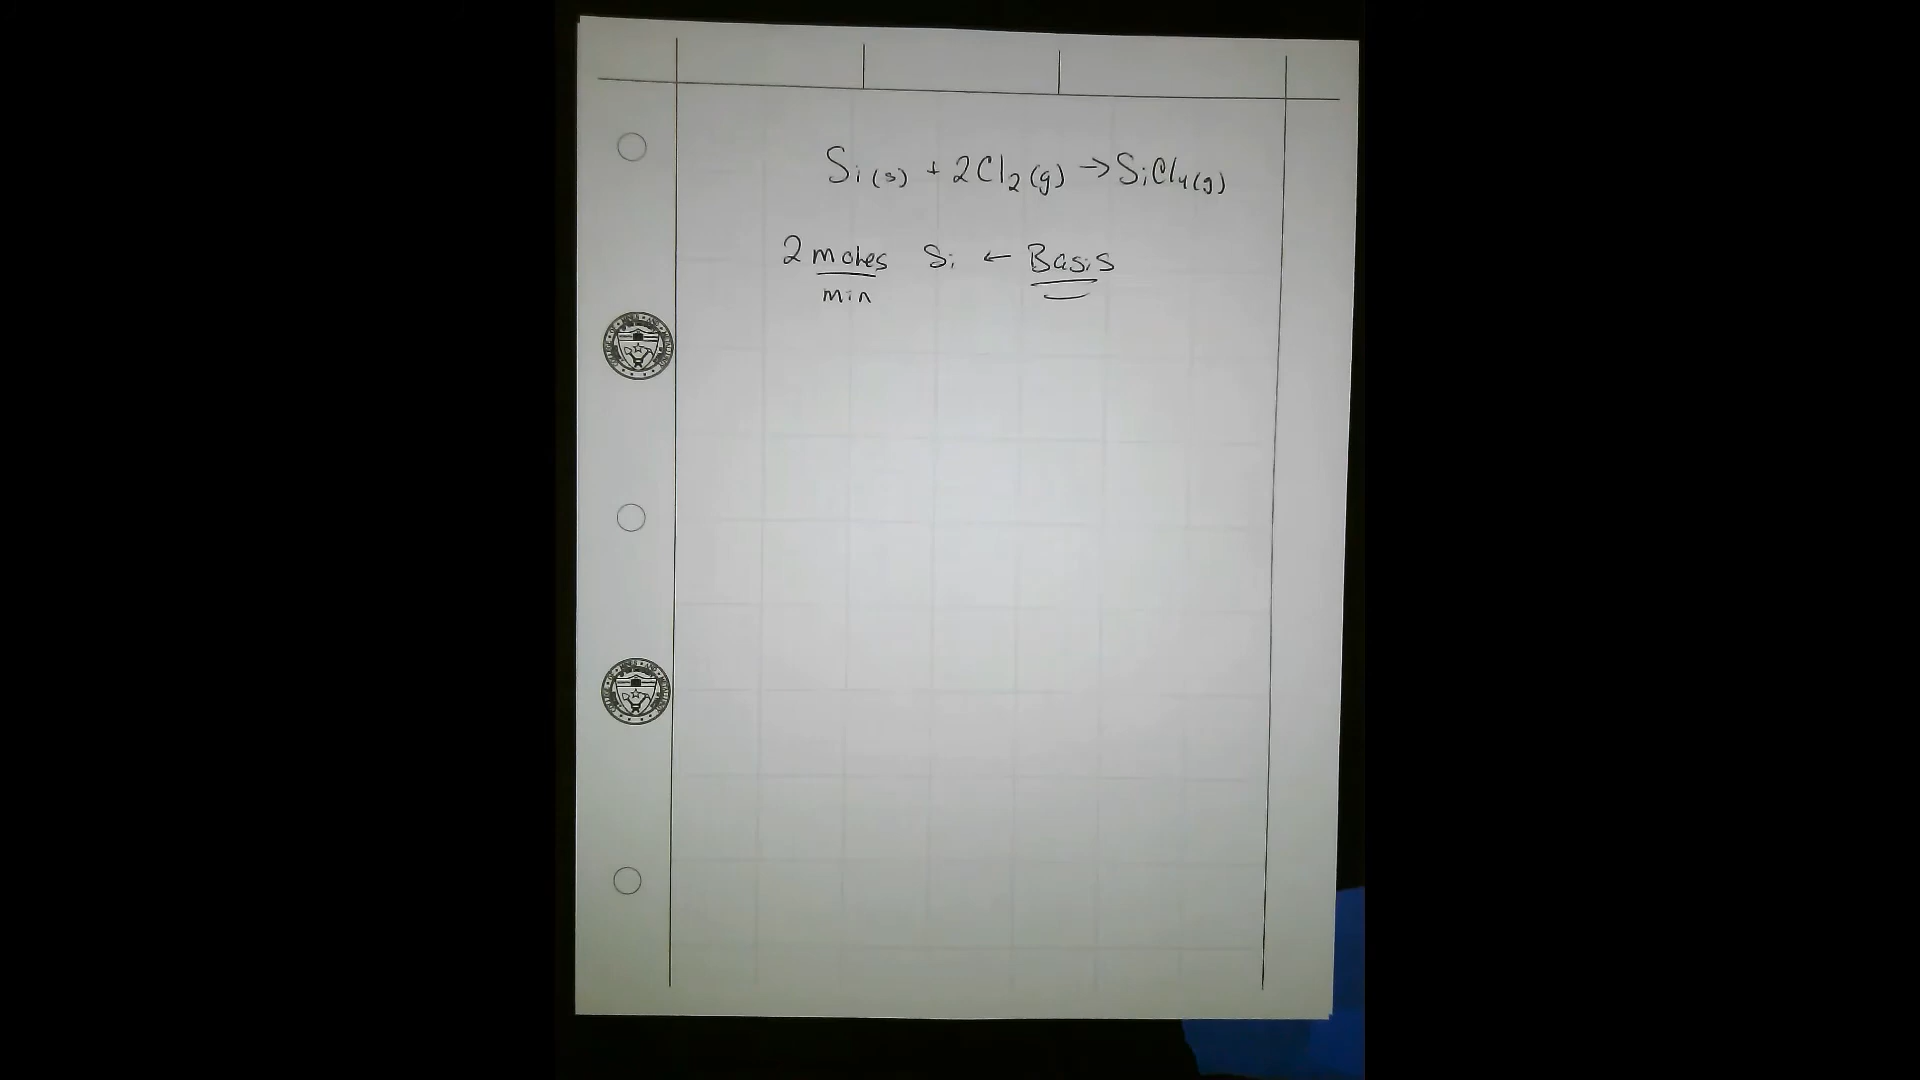 Si(s) + 2Cl2(g) → SiCl4(g)
2 moles Si ← Basis
min